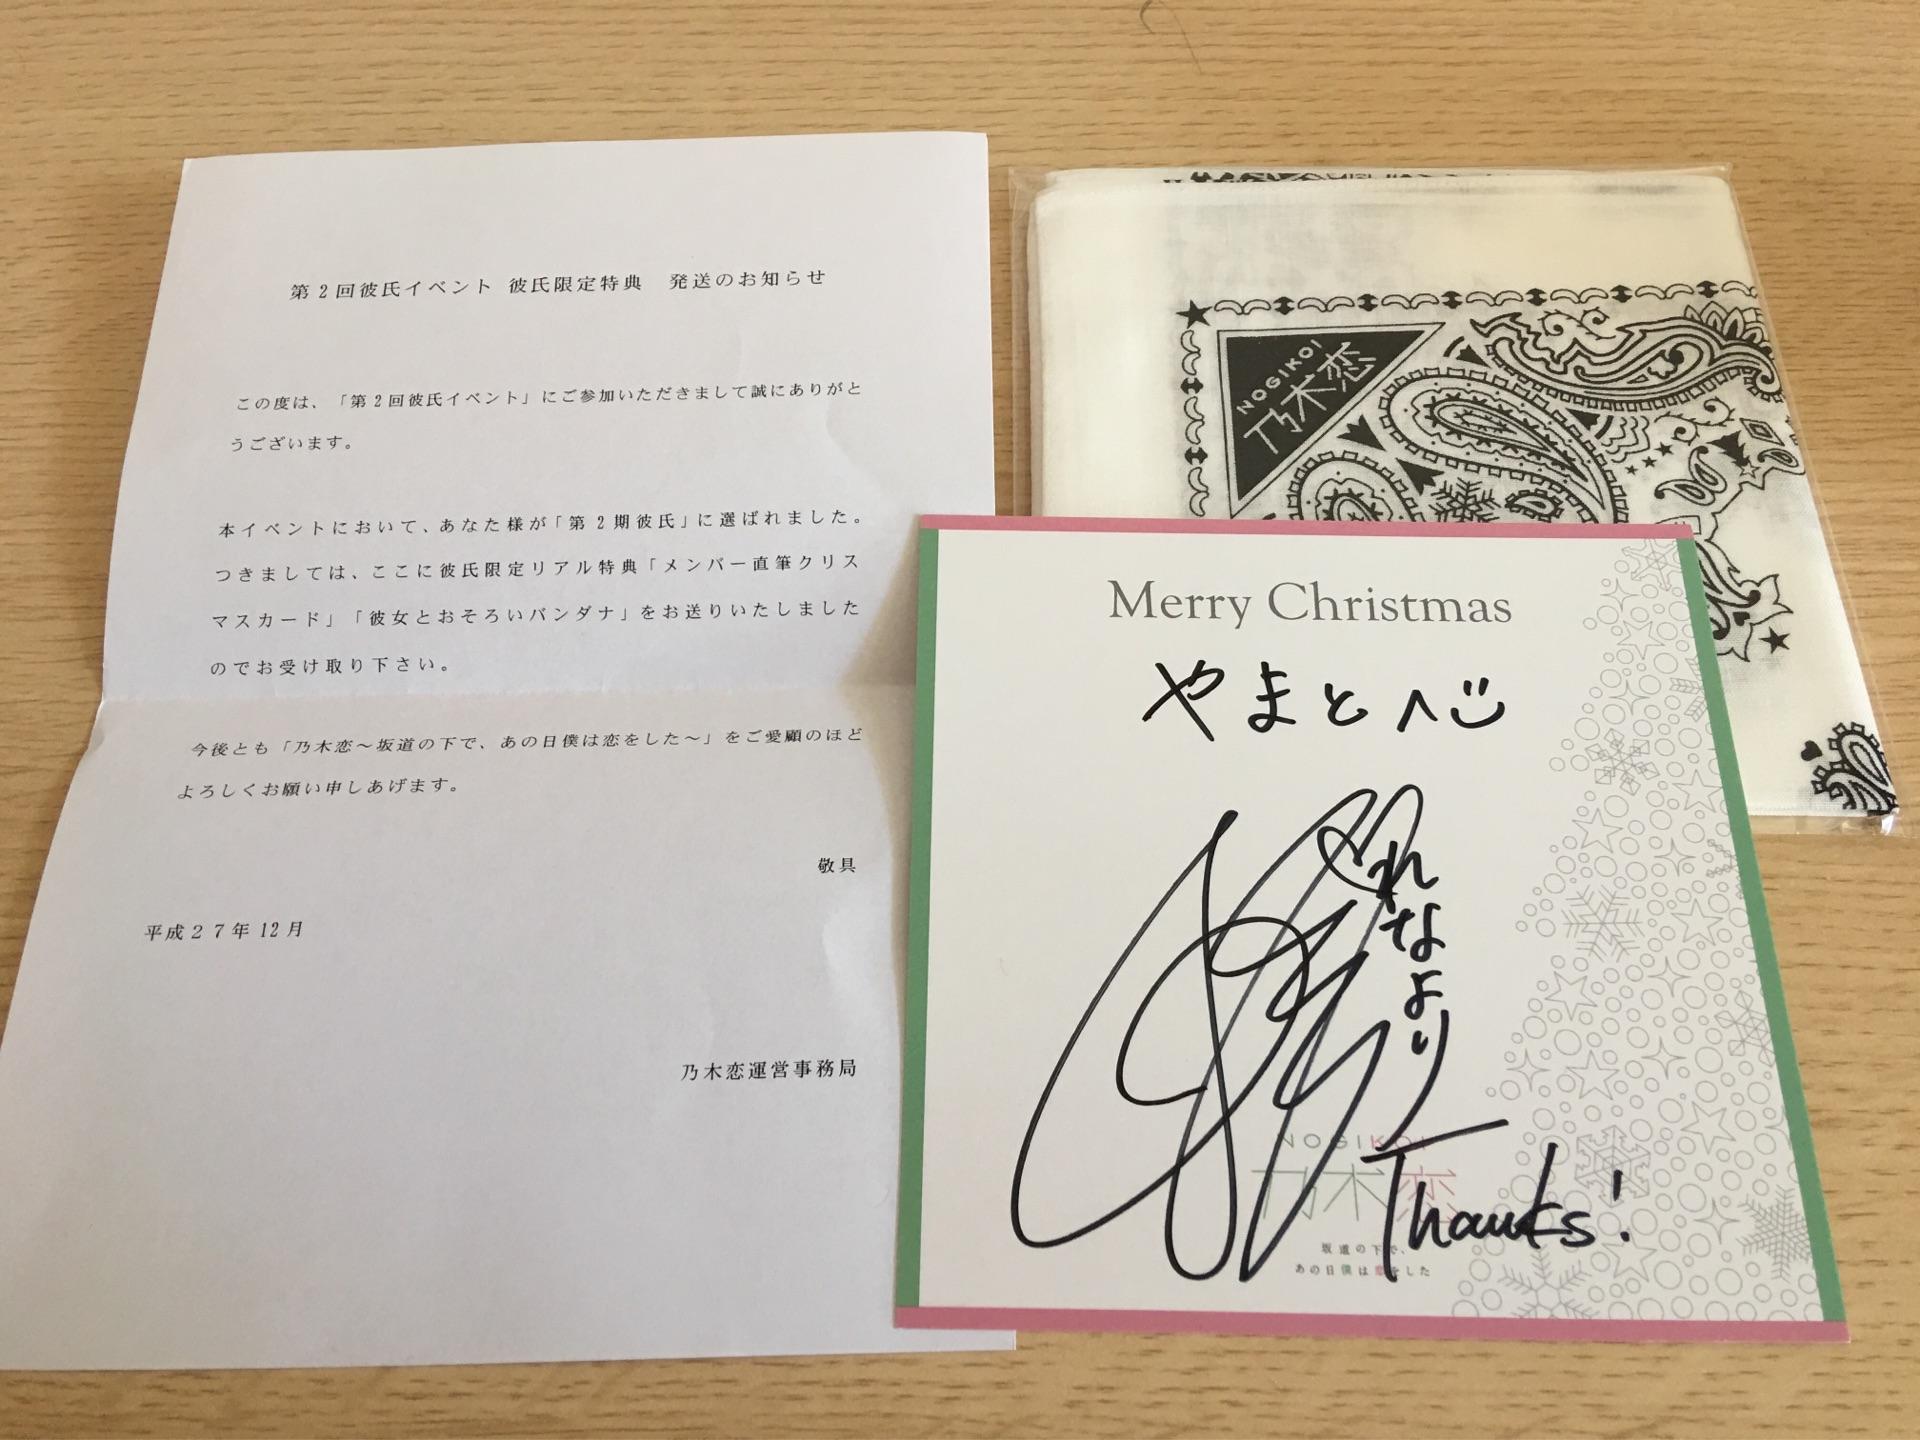 第2回彼氏イベント 彼氏限定特典　発送のお知らせ
この度は、「第2回彼氏イベント」にご参加いただきまして誠にありがと
うございます。
本イベントにおいて、あなた様が「第2期彼氏」に選ばれました。
つきましては、ここに彼氏限定リアル特典「メンバー直筆クリス
マスカード」「彼女とおそろいバンダナ」をお送りいたしました
のでお受け取り下さい。
今後とも「乃木恋～坂道の下で、あの日僕は恋をした～」をご愛顧のほど
よろしくお願い申しあげます。
敬具
平成27年12月
乃木恋運営事務局
NOGIKOI
乃木恋
Merry Christmas
やまとへ
れなより
Thanks!
NOGIKOI
乃木恋
坂道の下で、
あの日僕は恋をした